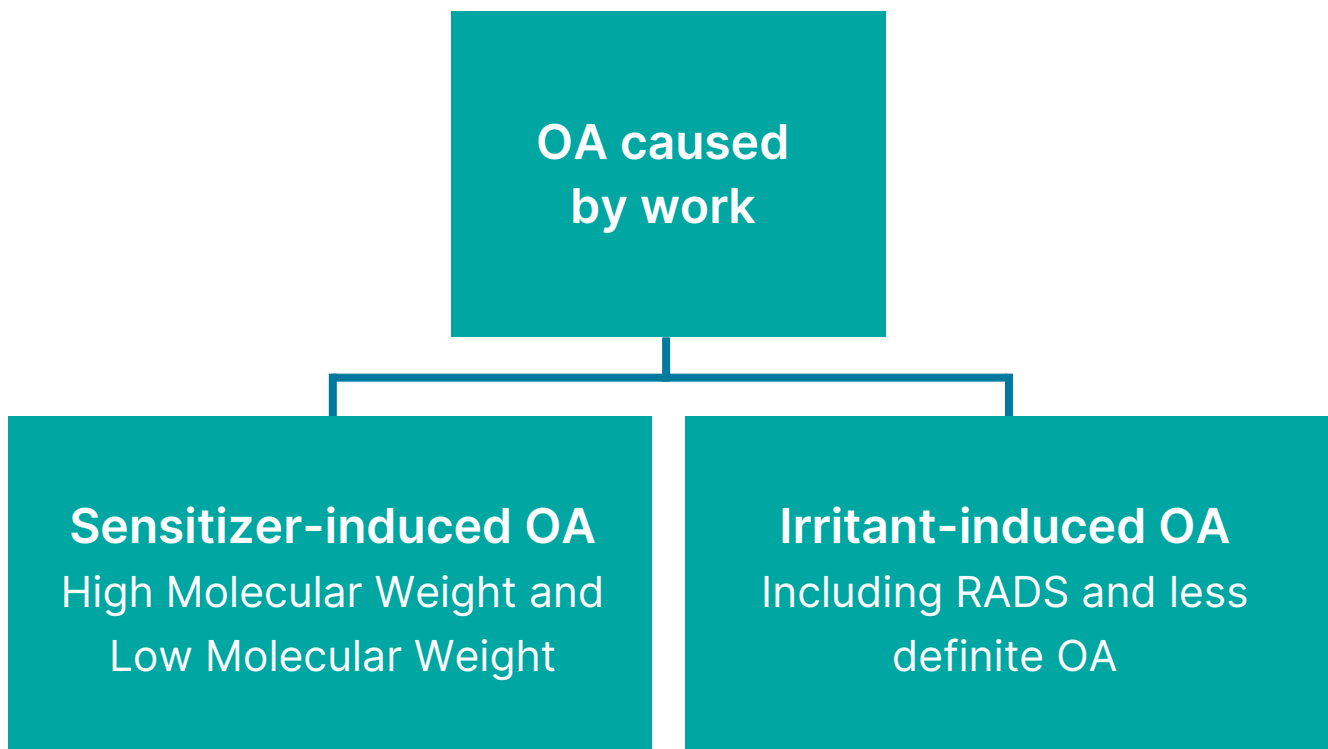 OA caused
by work
Sensitizer-induced OA
High Molecular Weight and
Low Molecular Weight
Irritant-induced OA
Including RADS and less
definite OA